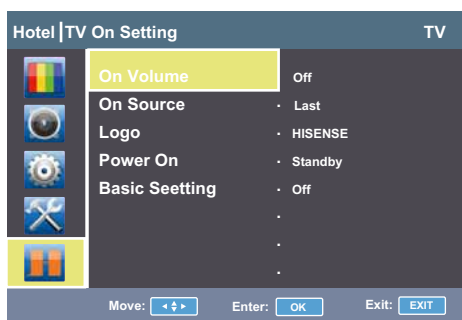 Hotel | TV On Setting TV
On Volume Off
On Source · Last
Logo · HISENSE
Power On · Standby
Basic Seetting · Off
·
·
·
Move: ◄▲▼► Enter: OK Exit: EXIT